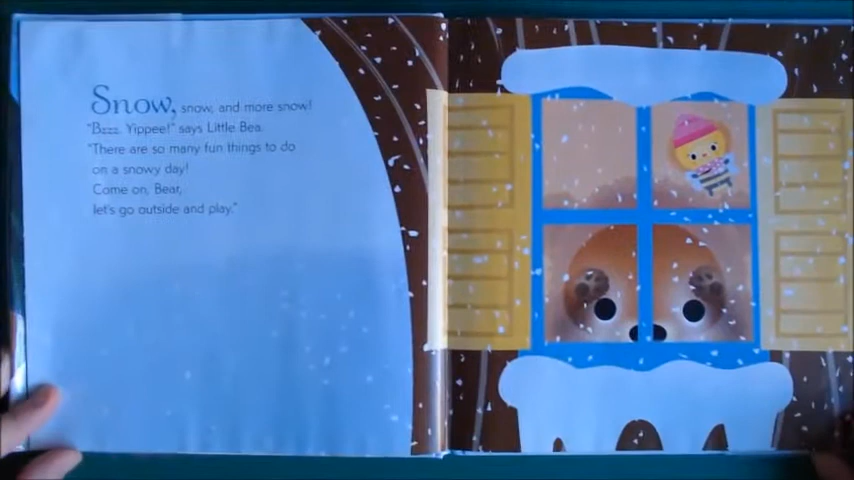 Snow, snow, and more snow!
"Bzzz. Yippee!" says Little Bea.
"There are so many fun things to do
on a snowy day!
Come on, Bear,
let's go outside and play."